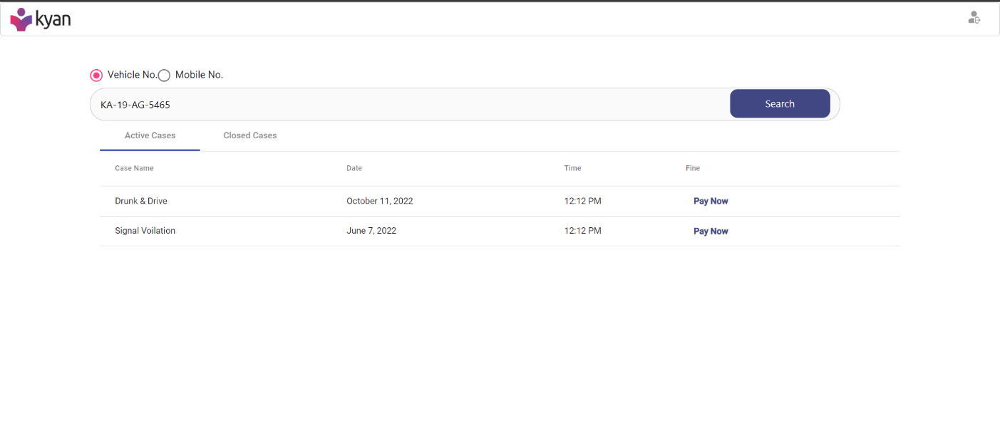 kyan
Vehicle No. Mobile No.
KA-19-AG-5465 Search
Active Cases Closed Cases
Case Name Date Time Fine
Drunk & Drive October 11, 2022 12:12 PM Pay Now
Signal Voilation June 7, 2022 12:12 PM Pay Now